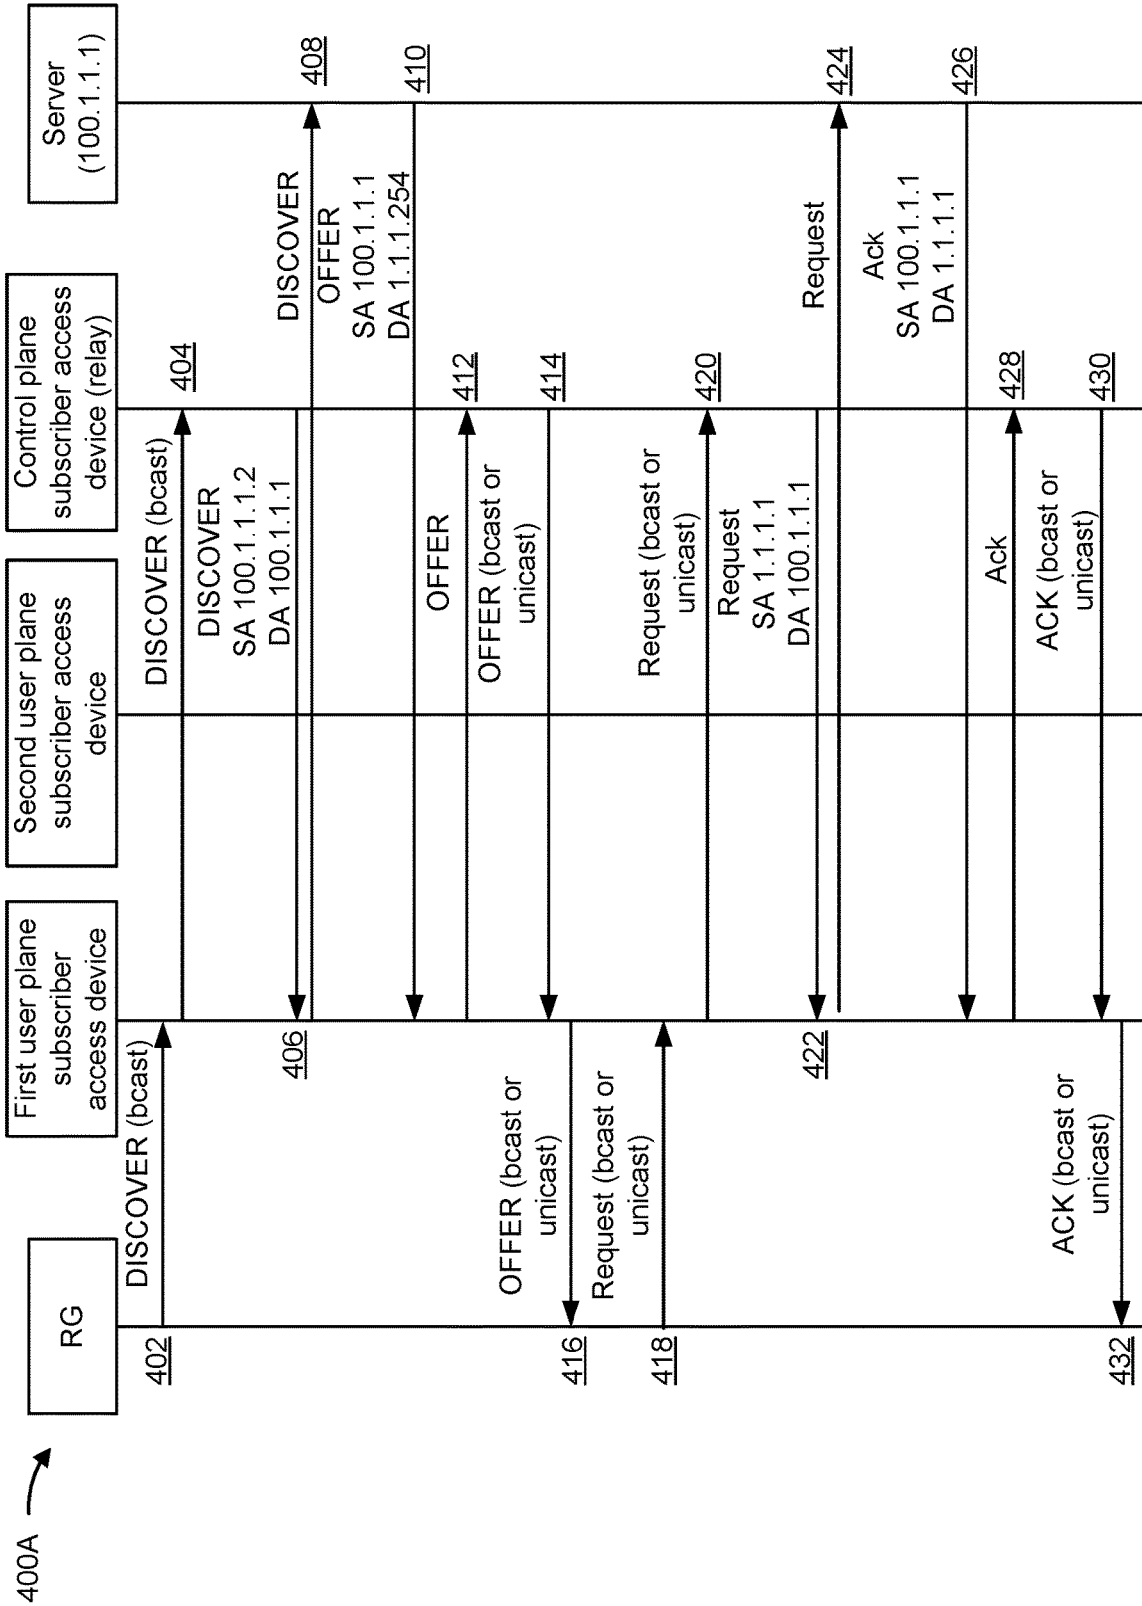 400A
RG
First user plane
subscriber
access device
Second user plane
subscriber access
device
Control plane
subscriber access
device (relay)
Server
(100.1.1.1)
402
DISCOVER (bcast)
DISCOVER (bcast)
404
DISCOVER
SA 100.1.1.1.2
DA 100.1.1.1
406
DISCOVER
408
OFFER
SA 100.1.1.1
DA 1.1.1.254
410
OFFER
412
OFFER (bcast or
unicast)
414
OFFER (bcast or
unicast)
416
Request (bcast or
unicast)
418
Request (bcast or
unicast)
420
Request
SA 1.1.1.1
DA 100.1.1.1
422
Request
424
Ack
SA 100.1.1.1
DA 1.1.1.1
426
Ack
428
ACK (bcast or
unicast)
430
ACK (bcast or
unicast)
432